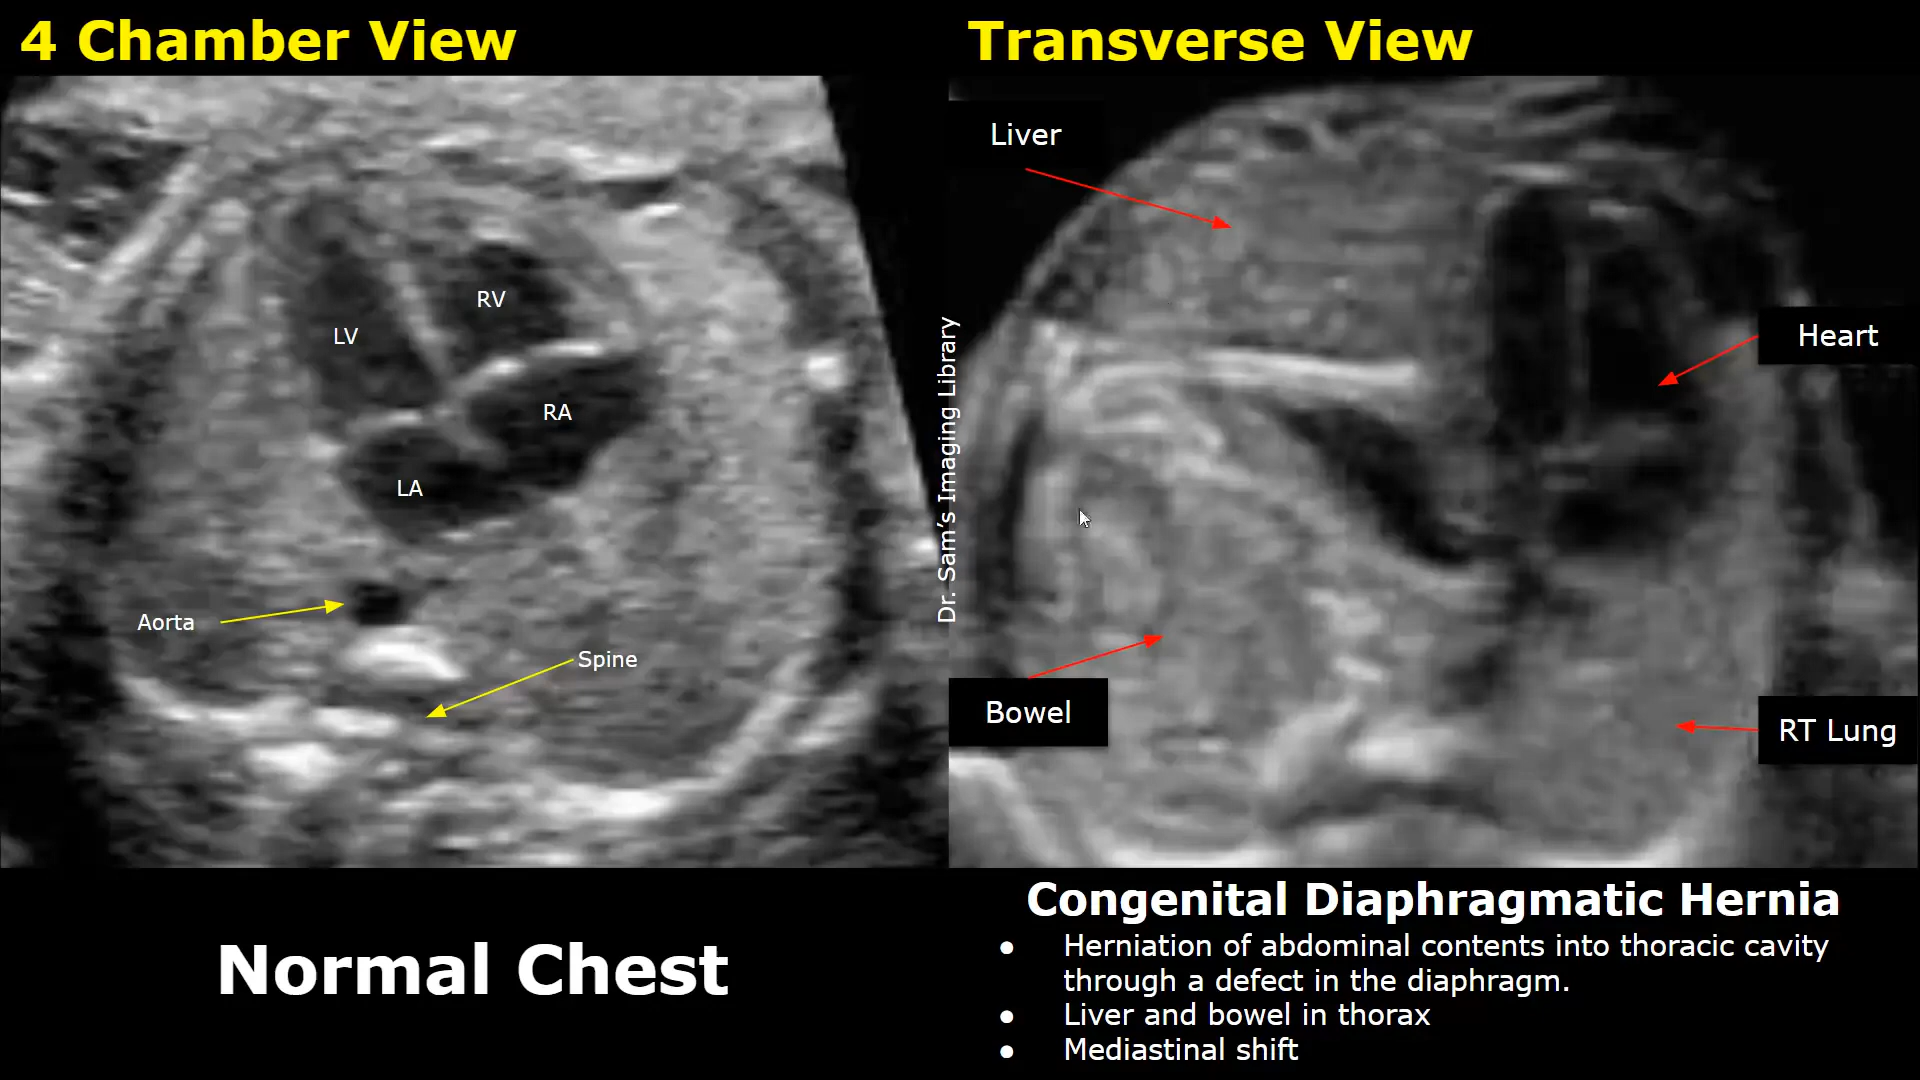 4 Chamber View
Transverse View
Liver
RV
LV
Heart
RA
LA
Dr. Sam's Imaging Library
Aorta
Spine
Bowel
RT Lung
Normal Chest
Congenital Diaphragmatic Hernia
● Herniation of abdominal contents into thoracic cavity
through a defect in the diaphragm.
● Liver and bowel in thorax
● Mediastinal shift